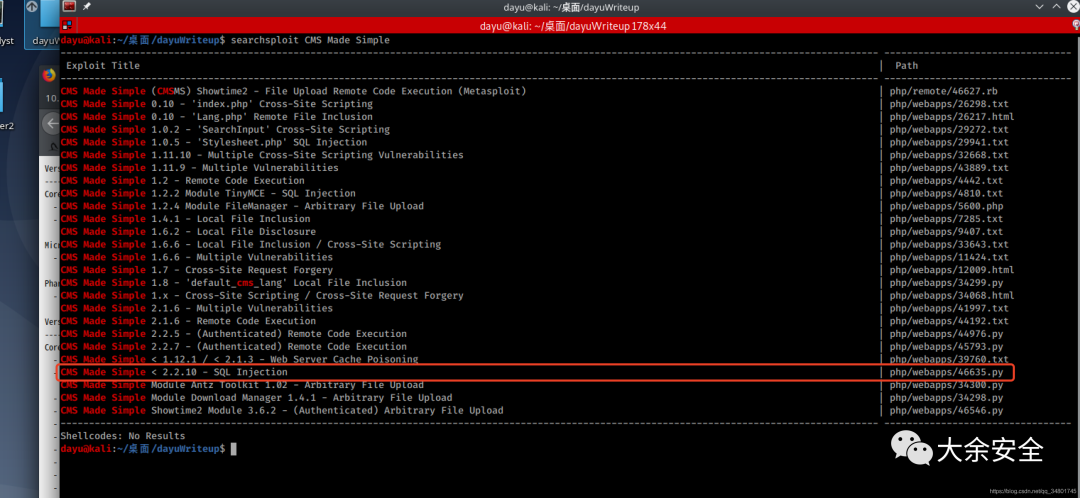 dayu@kali: ~/桌面/dayuWriteup
dayu@kali: ~/桌面/dayuWriteup 178x44
dayu@kali:~/桌面/dayuWriteup$ searchsploit CMS Made Simple
Exploit Title | Path
CMS Made Simple (CMSMS) Showtime2 - File Upload Remote Code Execution (Metasploit) | php/remote/46627.rb
CMS Made Simple 0.10 - 'index.php' Cross-Site Scripting | php/webapps/26298.txt
CMS Made Simple 0.10 - 'Lang.php' Remote File Inclusion | php/webapps/26217.html
CMS Made Simple 1.0.2 - 'SearchInput' Cross-Site Scripting | php/webapps/29272.txt
CMS Made Simple 1.0.5 - 'Stylesheet.php' SQL Injection | php/webapps/29941.txt
CMS Made Simple 1.11.10 - Multiple Cross-Site Scripting Vulnerabilities | php/webapps/32668.txt
CMS Made Simple 1.11.9 - Multiple Vulnerabilities | php/webapps/43889.txt
CMS Made Simple 1.2 - Remote Code Execution | php/webapps/4442.txt
CMS Made Simple 1.2.2 Module TinyMCE - SQL Injection | php/webapps/4810.txt
CMS Made Simple 1.2.4 Module FileManager - Arbitrary File Upload | php/webapps/5600.php
CMS Made Simple 1.4.1 - Local File Inclusion | php/webapps/7285.txt
CMS Made Simple 1.6.2 - Local File Disclosure | php/webapps/9407.txt
CMS Made Simple 1.6.6 - Local File Inclusion / Cross-Site Scripting | php/webapps/33643.txt
CMS Made Simple 1.6.6 - Multiple Vulnerabilities | php/webapps/11424.txt
CMS Made Simple 1.7 - Cross-Site Request Forgery | php/webapps/12009.html
CMS Made Simple 1.8 - 'default_cms_lang' Local File Inclusion | php/webapps/34299.py
CMS Made Simple 1.x - Cross-Site Scripting / Cross-Site Request Forgery | php/webapps/34068.html
CMS Made Simple 2.1.6 - Multiple Vulnerabilities | php/webapps/41997.txt
CMS Made Simple 2.1.6 - Remote Code Execution | php/webapps/44192.txt
CMS Made Simple 2.2.5 - (Authenticated) Remote Code Execution | php/webapps/44976.py
CMS Made Simple 2.2.7 - (Authenticated) Remote Code Execution | php/webapps/45793.py
CMS Made Simple < 1.12.1 / < 2.1.3 - Web Server Cache Poisoning | php/webapps/39760.txt
CMS Made Simple < 2.2.10 - SQL Injection | php/webapps/46635.py
CMS Made Simple Module Antz Toolkit 1.02 - Arbitrary File Upload | php/webapps/34300.py
CMS Made Simple Module Download Manager 1.4.1 - Arbitrary File Upload | php/webapps/34298.py
CMS Made Simple Showtime2 Module 3.6.2 - (Authenticated) Arbitrary File Upload | php/webapps/46546.py
Shellcodes: No Results
dayu@kali:~/桌面/dayuWriteup$
大余安全
https://blog.csdn.net/qq_34801745